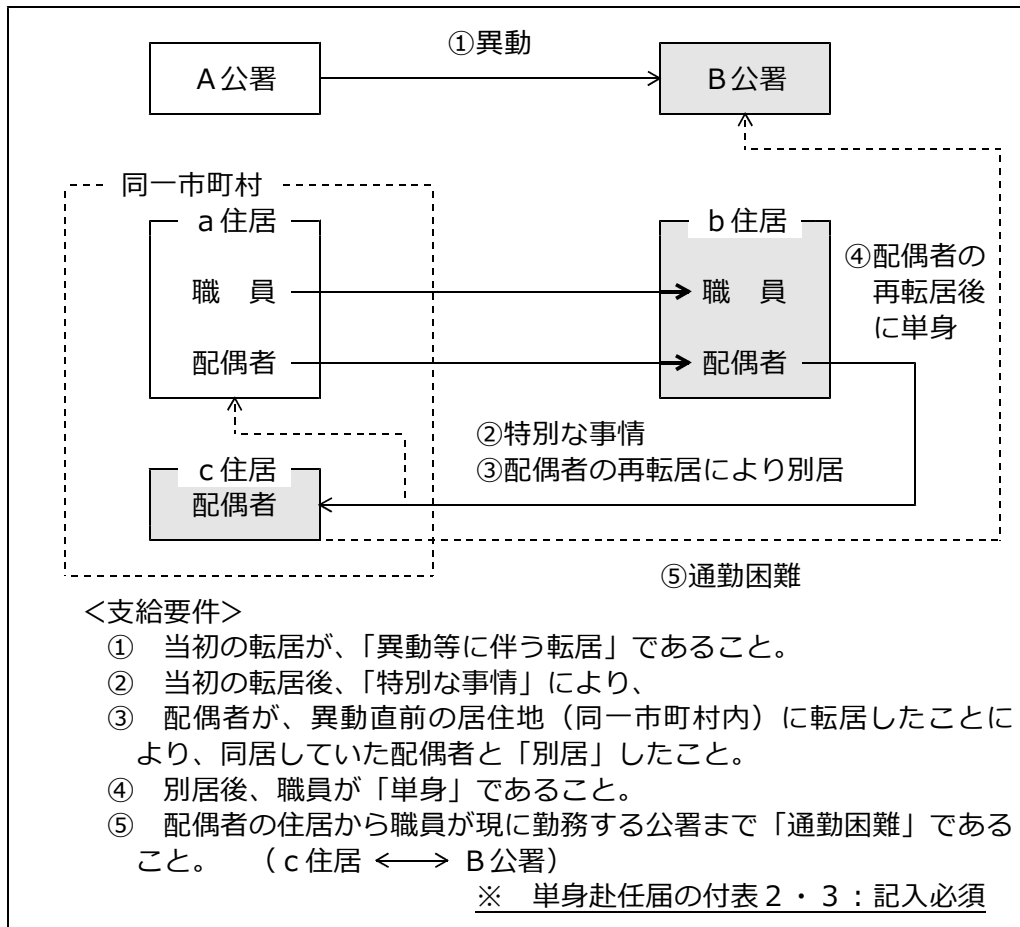 ①異動
A公署
B公署
同一市町村
a住居
b住居
職　員
職　員
④配偶者の
再転居後
に単身
配偶者
配偶者
②特別な事情
③配偶者の再転居により別居
c住居
配偶者
⑤通勤困難
＜支給要件＞
①　当初の転居が、「異動等に伴う転居」であること。
②　当初の転居後、「特別な事情」により、
③　配偶者が、異動直前の居住地（同一市町村内）に転居したことに
より、同居していた配偶者と「別居」したこと。
④　別居後、職員が「単身」であること。
⑤　配偶者の住居から職員が現に勤務する公署まで「通勤困難」である
こと。　（c住居 ←→ B公署）
※　単身赴任届の付表２・３：記入必須